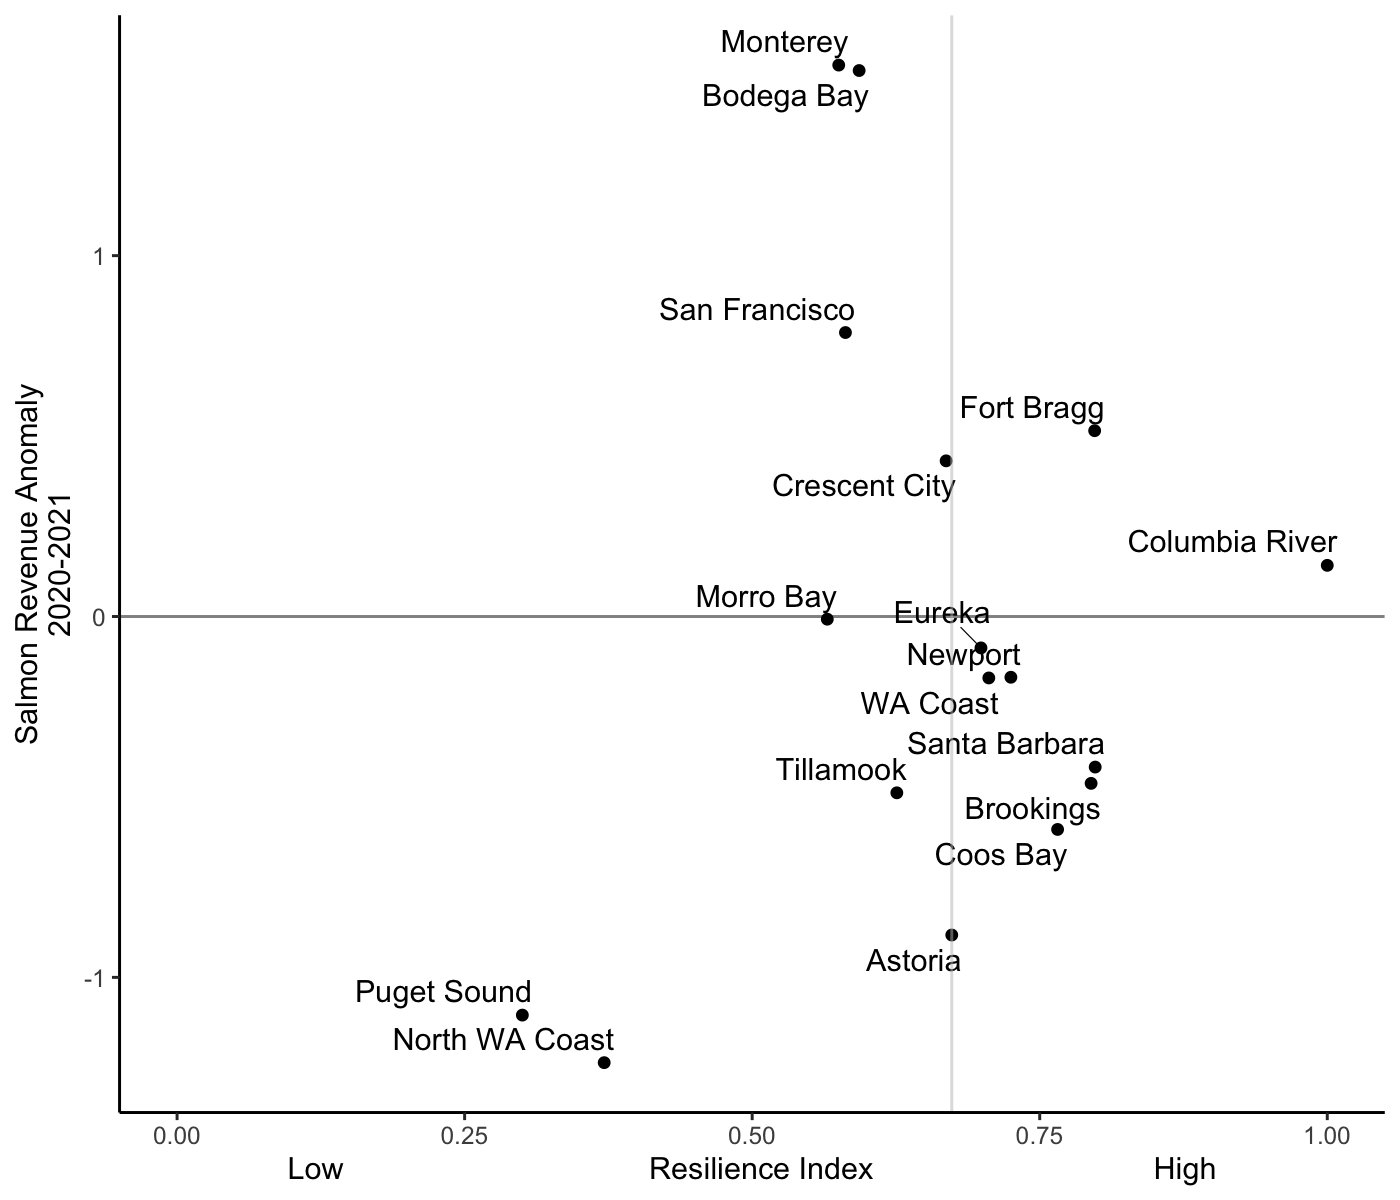 Monterey
Bodega Bay
1
San Francisco
Fort Bragg
Crescent City
Columbia River
Salmon Revenue Anomaly
2020-2021
Morro Bay
0
Eureka
Newport
WA Coast
Santa Barbara
Tillamook
Brookings
Coos Bay
Astoria
-1
Puget Sound
North WA Coast
0.00 0.25 0.50 0.75 1.00
Low Resilience Index High